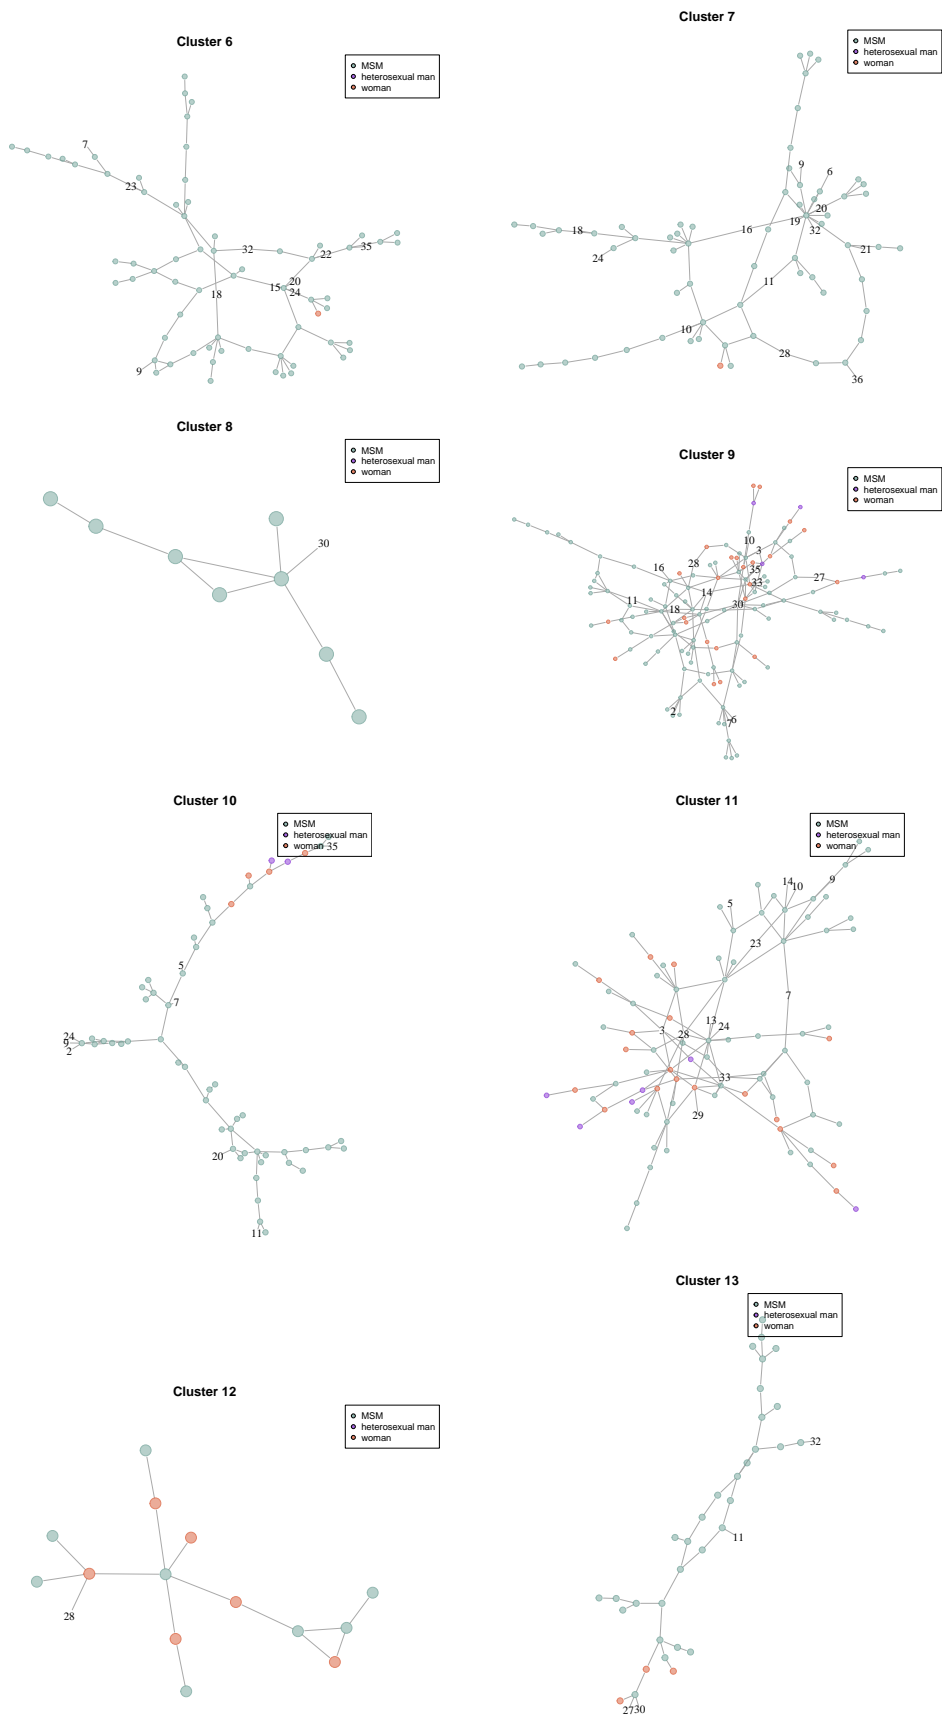 Cluster 6
MSM
heterosexual man
woman
7
23
32
22
35
20
15
24
18
9
Cluster 7
MSM
heterosexual man
woman
9
6
20
19
32
16
18
24
21
11
10
28
36
Cluster 8
MSM
heterosexual man
woman
30
Cluster 9
MSM
heterosexual man
woman
10
3
28
16
35
27
33
14
11
30
18
2
6
7
Cluster 10
MSM
heterosexual man
woman
35
5
7
24
9
2
20
11
Cluster 11
MSM
heterosexual man
woman
9
14
10
5
23
7
13
3
28
24
33
29
Cluster 12
MSM
heterosexual man
woman
28
Cluster 13
MSM
heterosexual man
woman
32
11
27
30